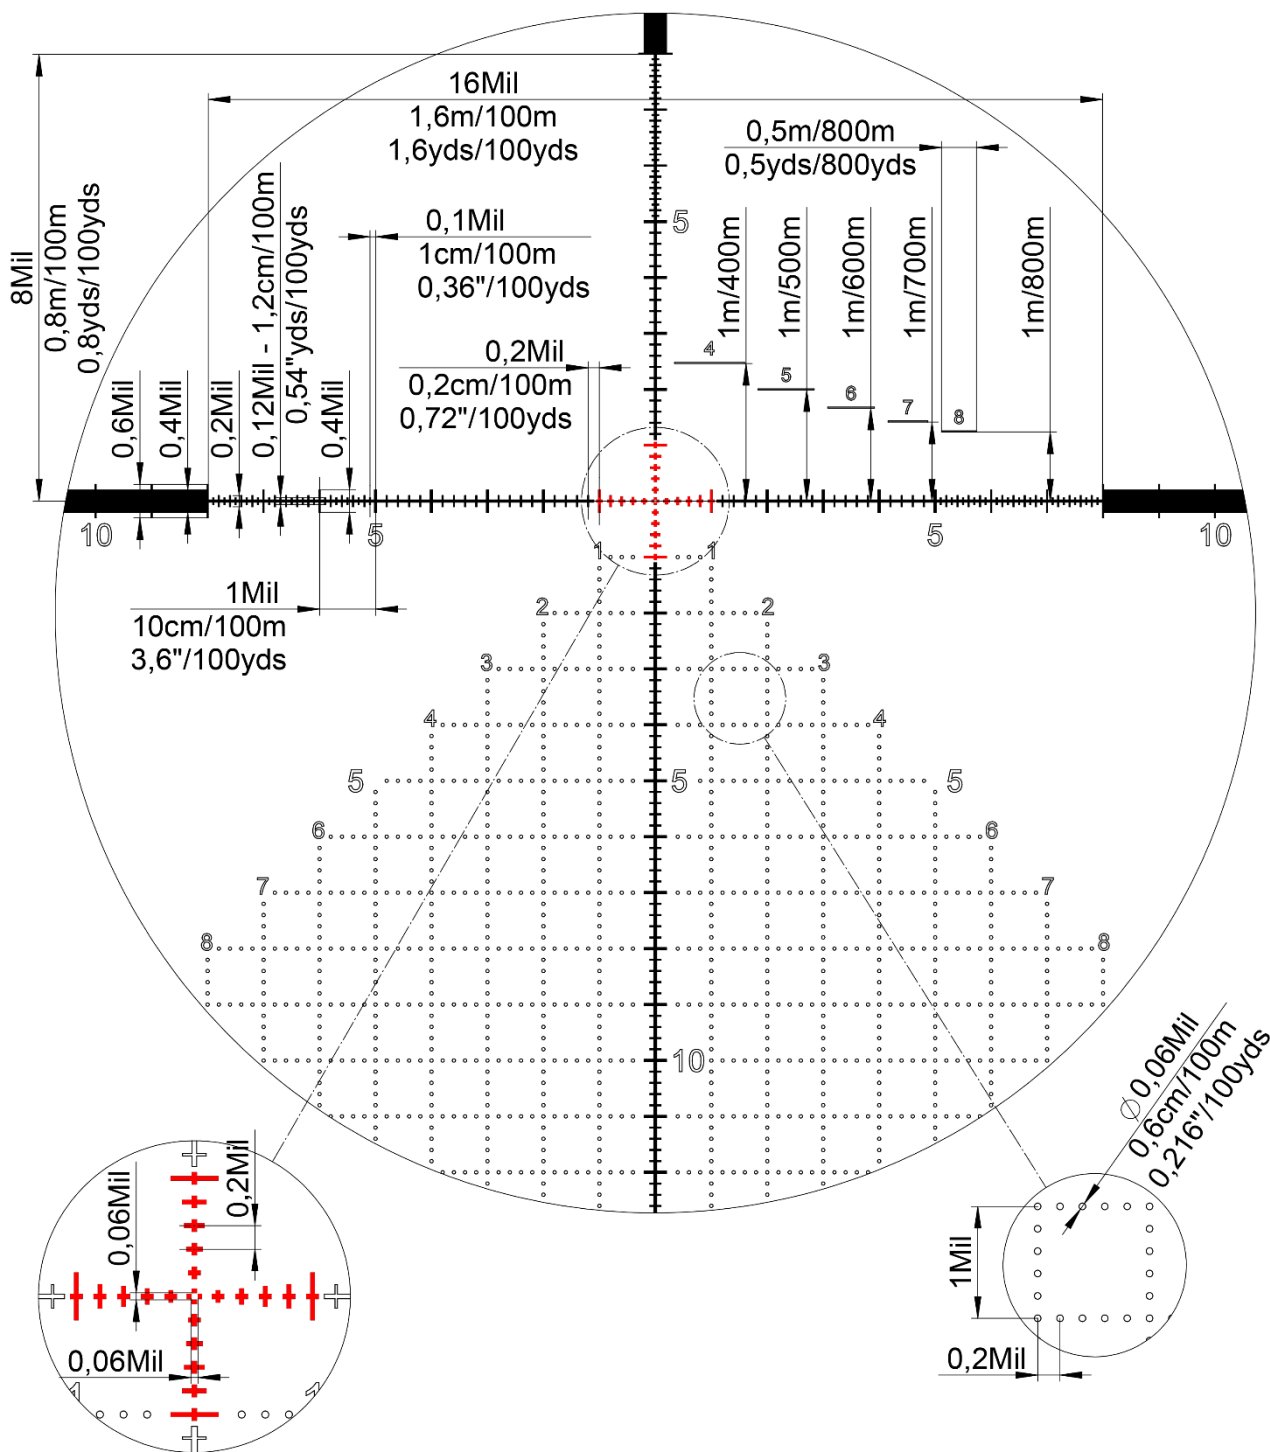 16Mil
1,6m/100m
1,6yds/100yds
0,5m/800m
0,5yds/800yds
8Mil
0,8m/100m
0,8yds/100yds
0,1Mil
1cm/100m
0,36"/100yds
5
1m/400m
1m/500m
1m/600m
1m/700m
1m/800m
0,2Mil
0,2cm/100m
0,72"/100yds
4
5
6
7
8
0,6Mil
0,4Mil
0,2Mil
0,12Mil - 1,2cm/100m
0,54"yds/100yds
0,4Mil
10
5
5
10
1
1
1Mil
10cm/100m
3,6"/100yds
2
2
3
3
4
4
5
5
5
6
6
7
7
8
8
10
Ø 0,06Mil
0,6cm/100m
0,216"/100yds
0,2Mil
0,06Mil
0,06Mil
1
1
1Mil
0,2Mil